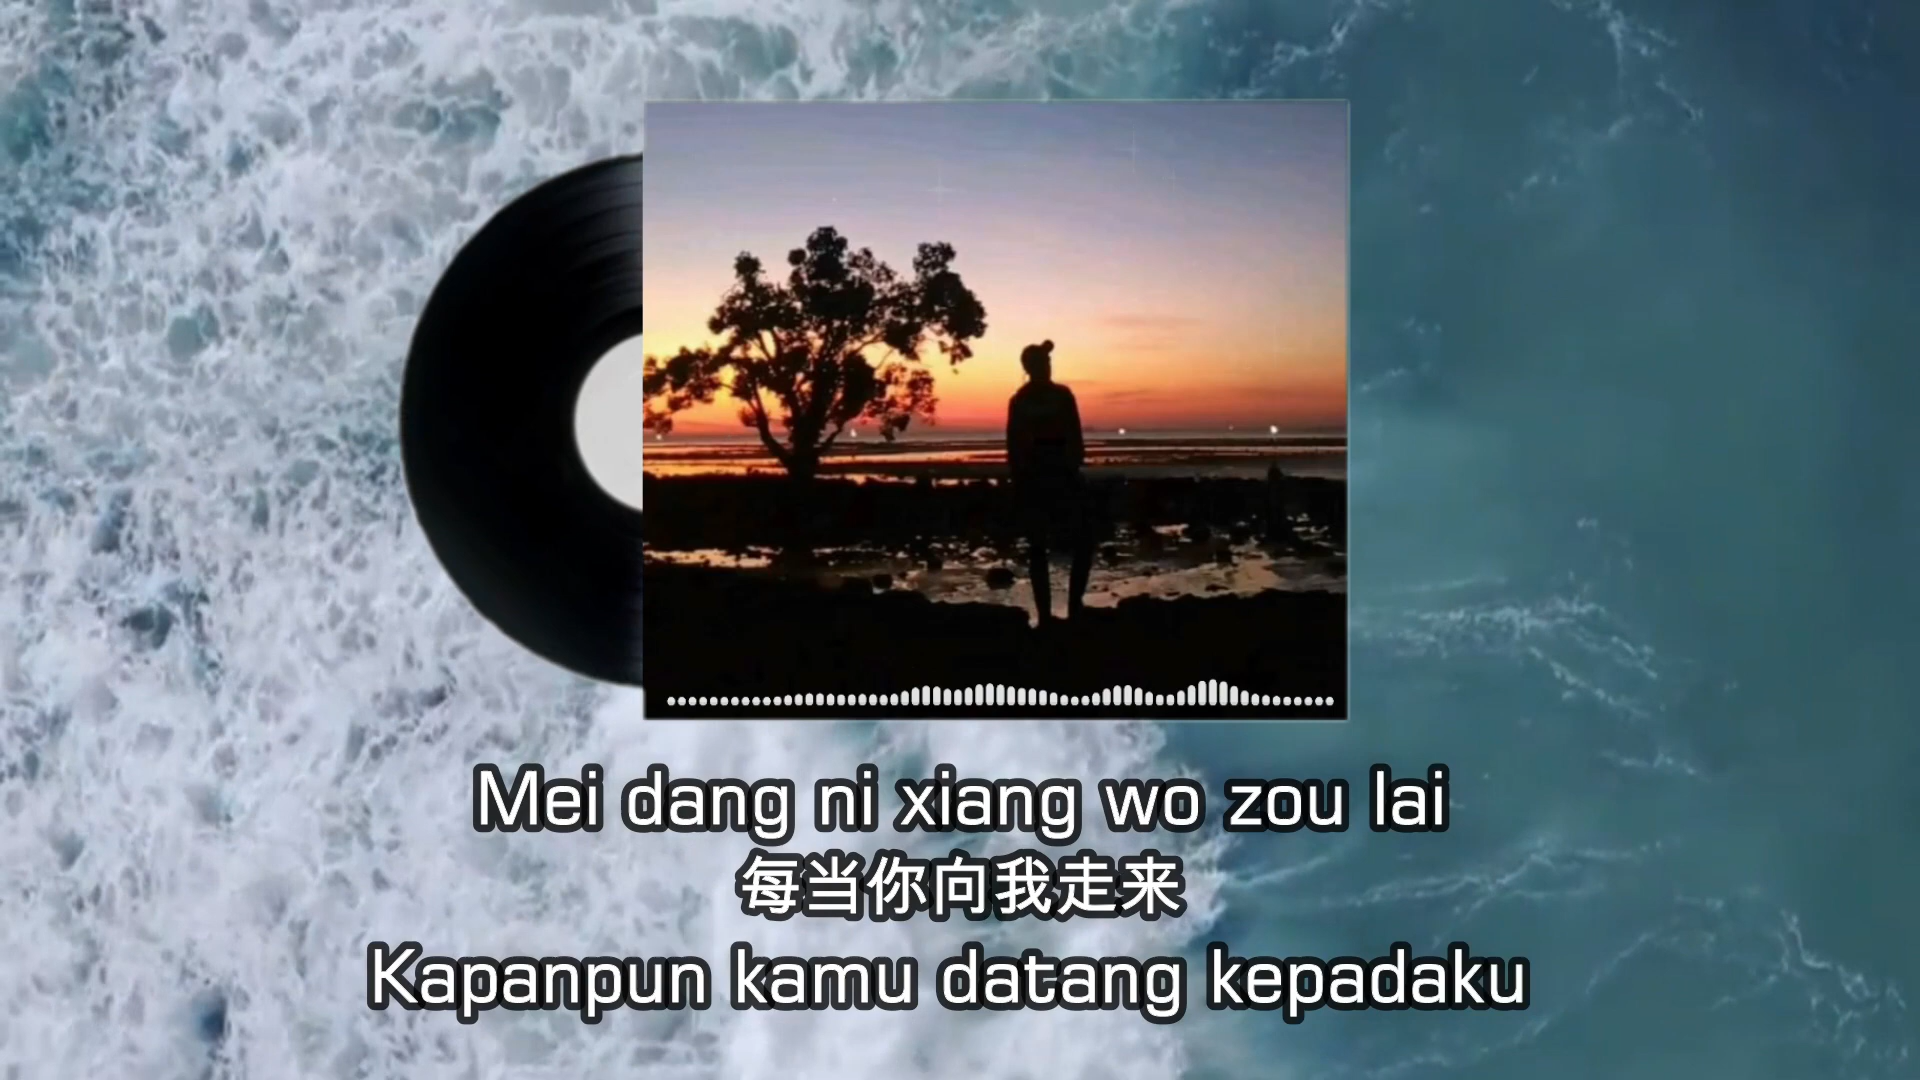 Mei dang ni xiang wo zou lai
每当你向我走来
Kapanpun kamu datang kepadaku